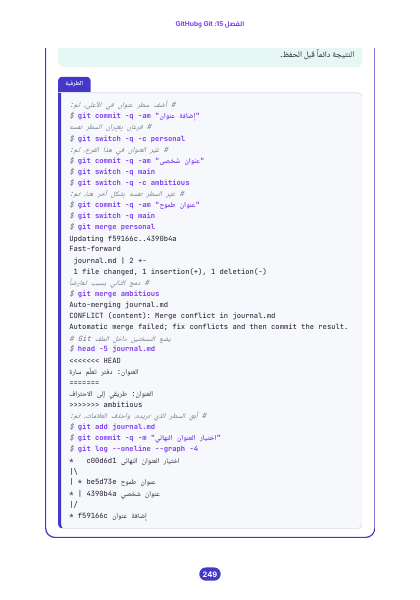 الفصل 15: Git وGitHub
النتيجة دائماً قبل الحفظ.
الطرفية
# أضف سطر عنوان في الأعلى، ثم:
$ git commit -q -am "إضافة عنوان"
# فرعان يغيران السطر نفسه
$ git switch -q -c personal
# غيّر العنوان في هذا الفرع، ثم:
$ git commit -q -am "عنوان شخصي"
$ git switch -q main
$ git switch -q -c ambitious
# غير السطر نفسه بشكل آخر هنا، ثم:
$ git commit -q -am "عنوان طموح"
$ git switch -q main
$ git merge personal
Updating f59166c..4390b4a
Fast-forward
 journal.md | 2 +-
 1 file changed, 1 insertion(+), 1 deletion(-)
# دمج الثاني يسبب تعارضاً
$ git merge ambitious
Auto-merging journal.md
CONFLICT (content): Merge conflict in journal.md
Automatic merge failed; fix conflicts and then commit the result.
# يضع النسختين داخل الملف Git
$ head -5 journal.md
<<<<<<< HEAD
العنوان: دفتر تعلّم سارة
=======
العنوان: طريقي إلى الاحتراف
>>>>>>> ambitious
# أبق السطر الذي تريده، واحذف العلامات، ثم:
$ git add journal.md
$ git commit -q -m "اختيار العنوان النهائي"
$ git log --oneline --graph -4
*   c00d6d1 اختيار العنوان النهائي
|\
| * be5d73e عنوان طموح
* | 4390b4a عنوان شخصي
|/
* f59166c إضافة عنوان
249